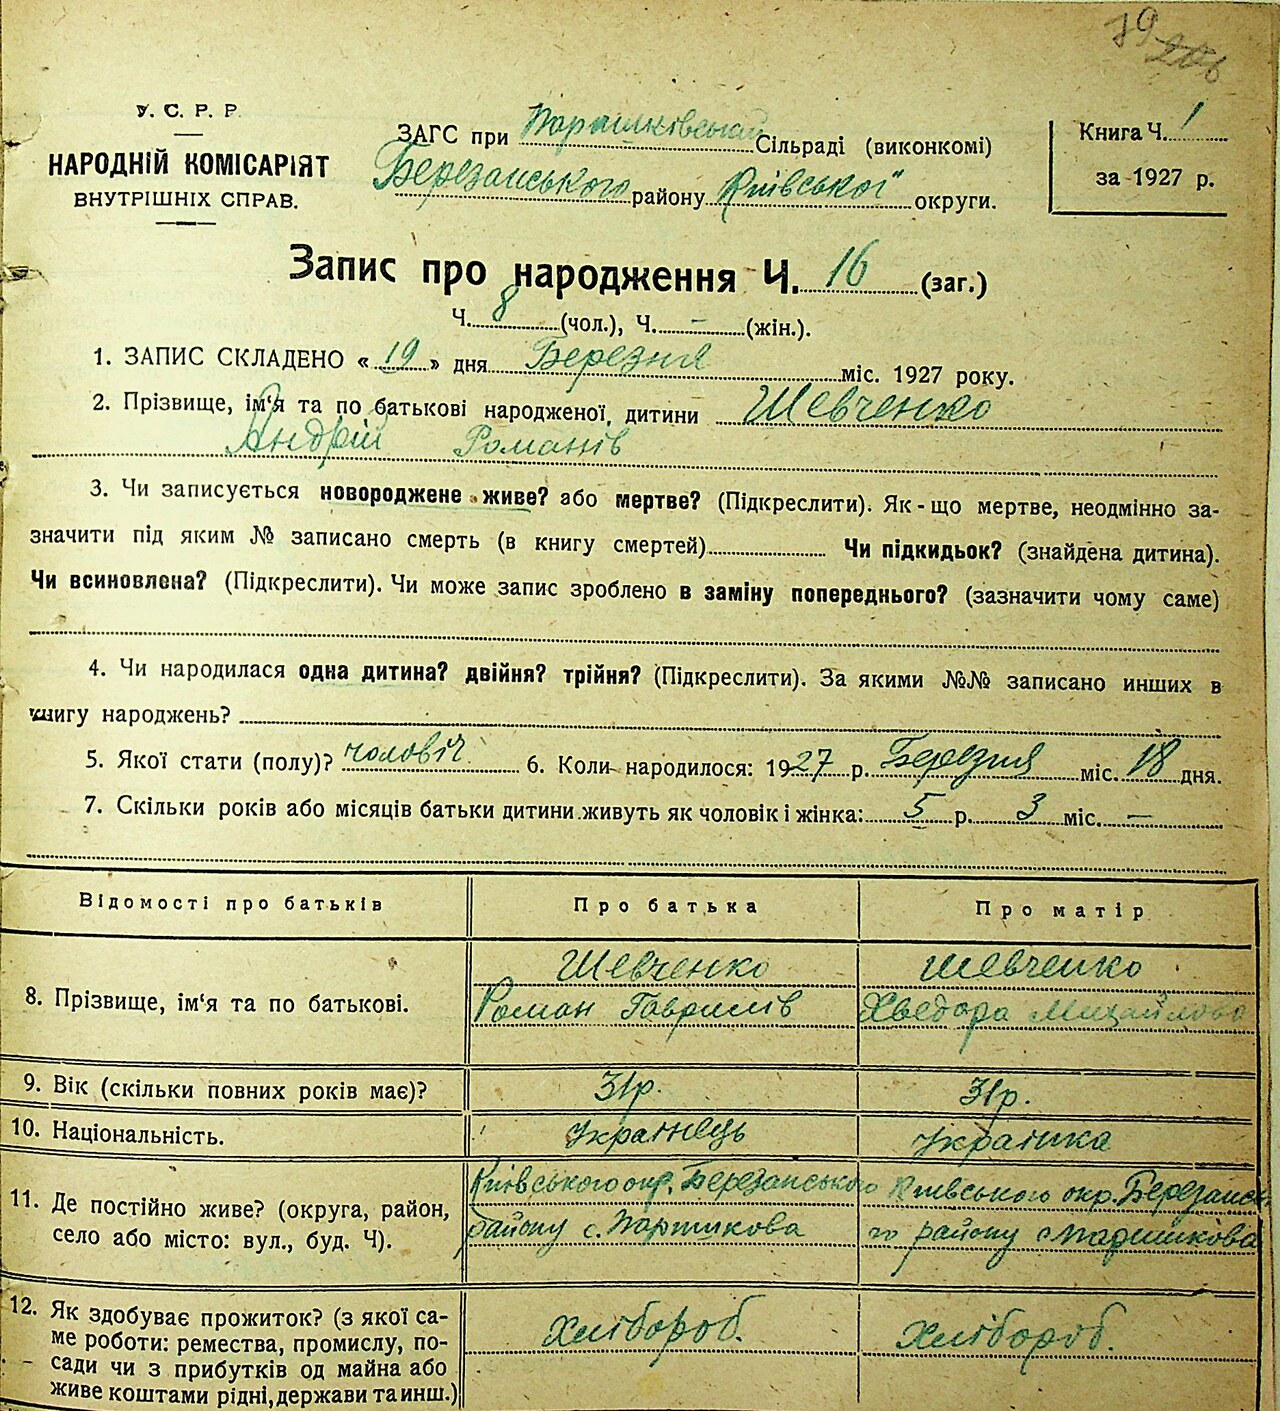 79 206
У. С. Р. Р.
НАРОДНІЙ КОМІСАРІЯТ
ВНУТРІШНІХ СПРАВ.
ЗАГС при Парашківський Сільраді (виконкомі)
Березанського району Київської округи.
Книга Ч. 1
за 1927 р.
Запис про народження Ч. 16 (заг.)
Ч. 8 (чол.), Ч. – (жін.).
1. ЗАПИС СКЛАДЕНО « 19 » дня Березня міс. 1927 року.
2. Прізвище, ім‘я та по батькові народженої дитини Шевченко
Андрій Романів
3. Чи записується новороджене живе? або мертве? (Підкреслити). Як-що мертве, неодмінно за-
значити під яким № записано смерть (в книгу смертей) Чи підкидьок? (знайдена дитина).
Чи всиновлена? (Підкреслити). Чи може запис зроблено в заміну попереднього? (зазначити чому саме)
4. Чи народилася одна дитина? двійня? трійня? (Підкреслити). За якими №№ записано инших в
книгу народжень?
5. Якої стати (полу)? чоловіч. 6. Коли народилося: 1927 р. Березня міс. 18 дня.
7. Скільки років або місяців батьки дитини живуть як чоловік і жінка: 5 р. 3 міс. –
Відомості про батьків Про батька Про матір
8. Прізвище, ім‘я та по батькові.
Шевченко
Роман Гаврилів
Шевченко
Хведора Михайлова
9. Вік (скільки повних років має)? 31р. 31р.
10. Національність. Українець Українка
11. Де постійно живе? (округа, район,
село або місто: вул., буд. Ч).
Київського окр. Березанського
району с.
Київського окр. Березансь
го району с.
12. Як здобуває прожиток? (з якої са-
ме роботи: ремества, промислу, по-
сади чи з прибутків од майна або
живе коштами рідні, держави та инш.)
Хлібороб.
Хлібороб.